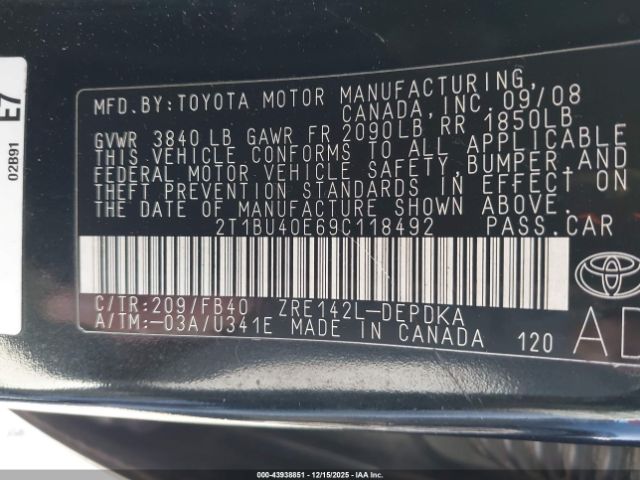 MFD.BY:TOYOTA MOTOR MANUFACTURING,
CANADA, INC. 09/08
GVWR 3840 LB GAWR FR 2090LB, RR 1850LB
THIS VEHICLE CONFORMS TO ALL APPLICABLE
FEDERAL MOTOR VEHICLE SAFETY, BUMPER, AND
THEFT PREVENTION STANDARDS IN EFFECT ON
THE DATE OF MANUFACTURE SHOWN ABOVE.
2T1BU40E69C118492 PASS.CAR
C/TR:209/FB40 ZRE142L-DEPDKA
A/TM:-03A/U341E MADE IN CANADA 120
TOYOTA
E7
02B91
000-43938851 - 12/15/2025 - IAA Inc.